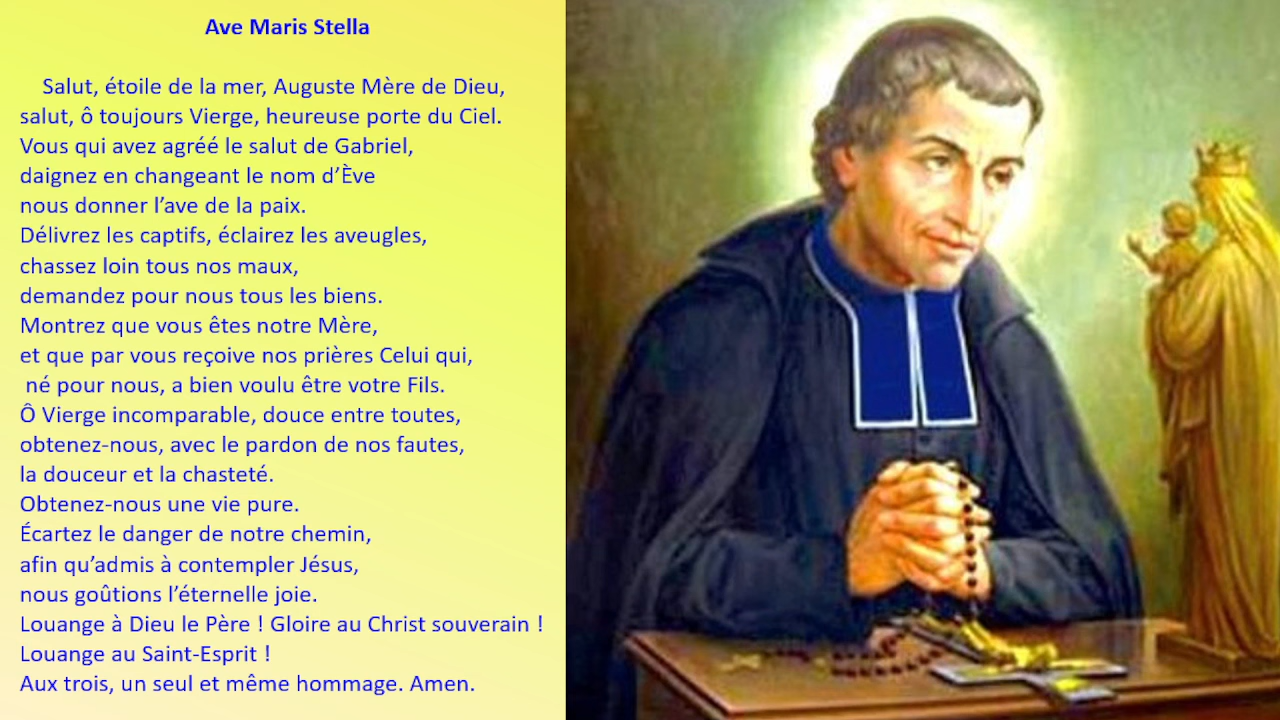 Ave Maris Stella
Salut, étoile de la mer, Auguste Mère de Dieu,
salut, ô toujours Vierge, heureuse porte du Ciel.
Vous qui avez agréé le salut de Gabriel,
daignez en changeant le nom d’Ève
nous donner l’ave de la paix.
Délivrez les captifs, éclairez les aveugles,
chassez loin tous nos maux,
demandez pour nous tous les biens.
Montrez que vous êtes notre Mère,
et que par vous reçoive nos prières Celui qui,
né pour nous, a bien voulu être votre Fils.
Ô Vierge incomparable, douce entre toutes,
obtenez-nous, avec le pardon de nos fautes,
la douceur et la chasteté.
Obtenez-nous une vie pure.
Écartez le danger de notre chemin,
afin qu’admis à contempler Jésus,
nous goûtions l’éternelle joie.
Louange à Dieu le Père ! Gloire au Christ souverain !
Louange au Saint-Esprit !
Aux trois, un seul et même hommage. Amen.